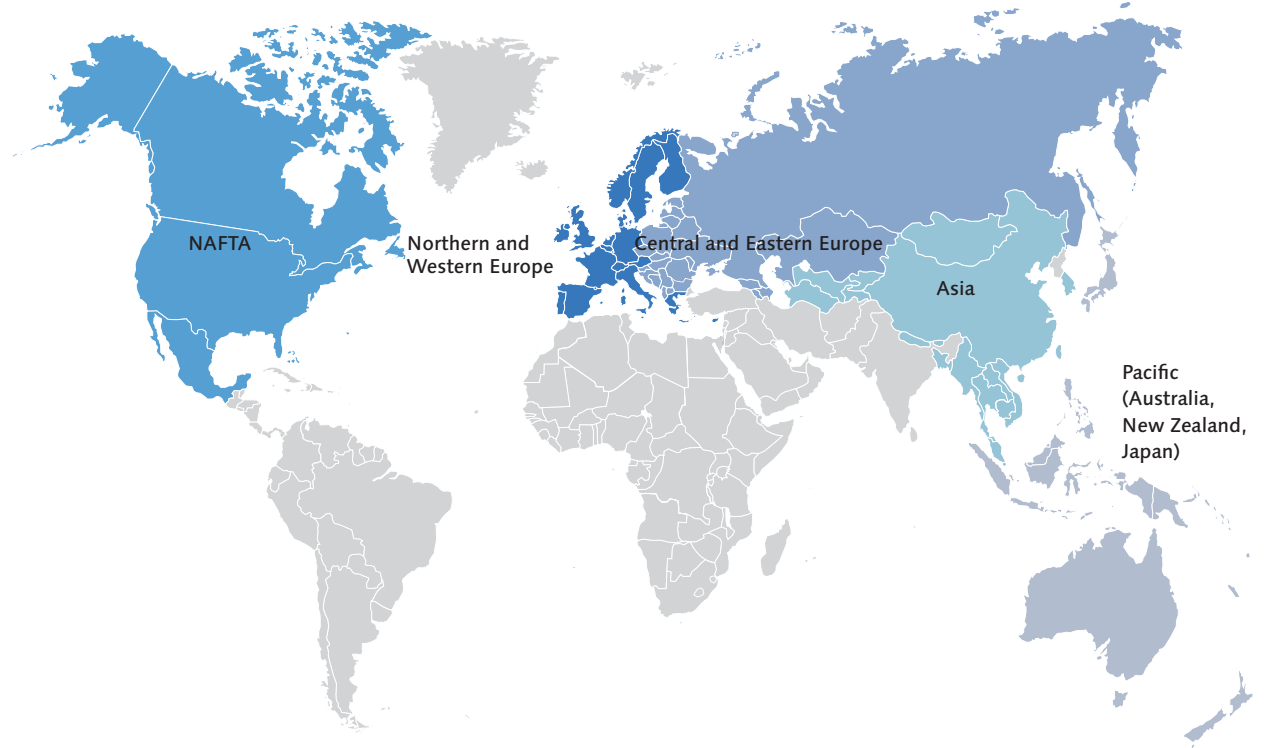 NAFTA
Northern and
Western Europe
Central and Eastern Europe
Asia
Pacific
(Australia,
New Zealand,
Japan)